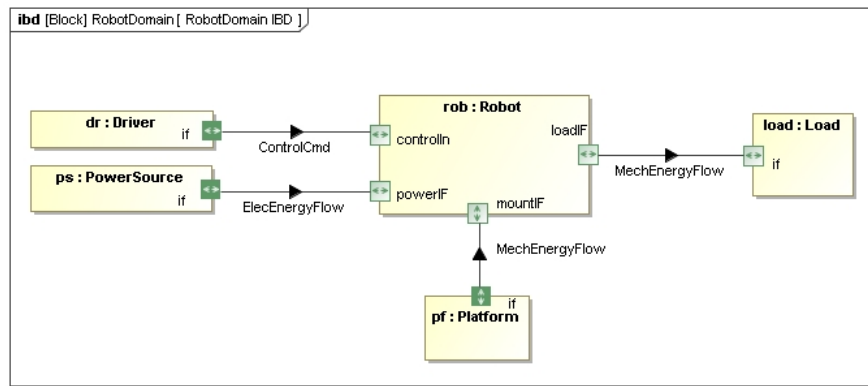 ibd [Block] RobotDomain [ RobotDomain IBD ]
rob : Robot
dr : Driver
if
ControlCmd
controlIn
loadIF
load : Load
if
MechEnergyFlow
ps : PowerSource
if
ElecEnergyFlow
powerIF
mountIF
MechEnergyFlow
if
pf : Platform